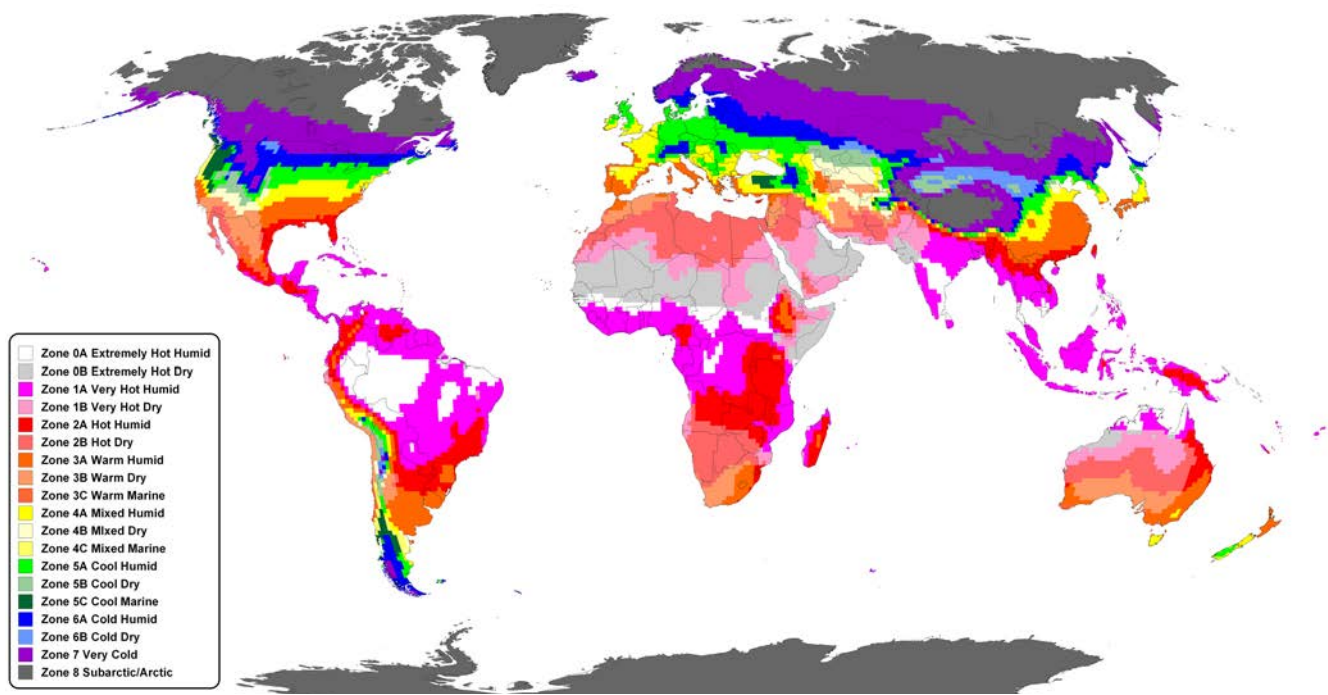 Zone 0A Extremely Hot Humid
Zone 0B Extremely Hot Dry
Zone 1A Very Hot Humid
Zone 1B Very Hot Dry
Zone 2A Hot Humid
Zone 2B Hot Dry
Zone 3A Warm Humid
Zone 3B Warm Dry
Zone 3C Warm Marine
Zone 4A Mixed Humid
Zone 4B MIxed Dry
Zone 4C Mixed Marine
Zone 5A Cool Humid
Zone 5B Cool Dry
Zone 5C Cool Marine
Zone 6A Cold Humid
Zone 6B Cold Dry
Zone 7 Very Cold
Zone 8 Subarctic/Arctic